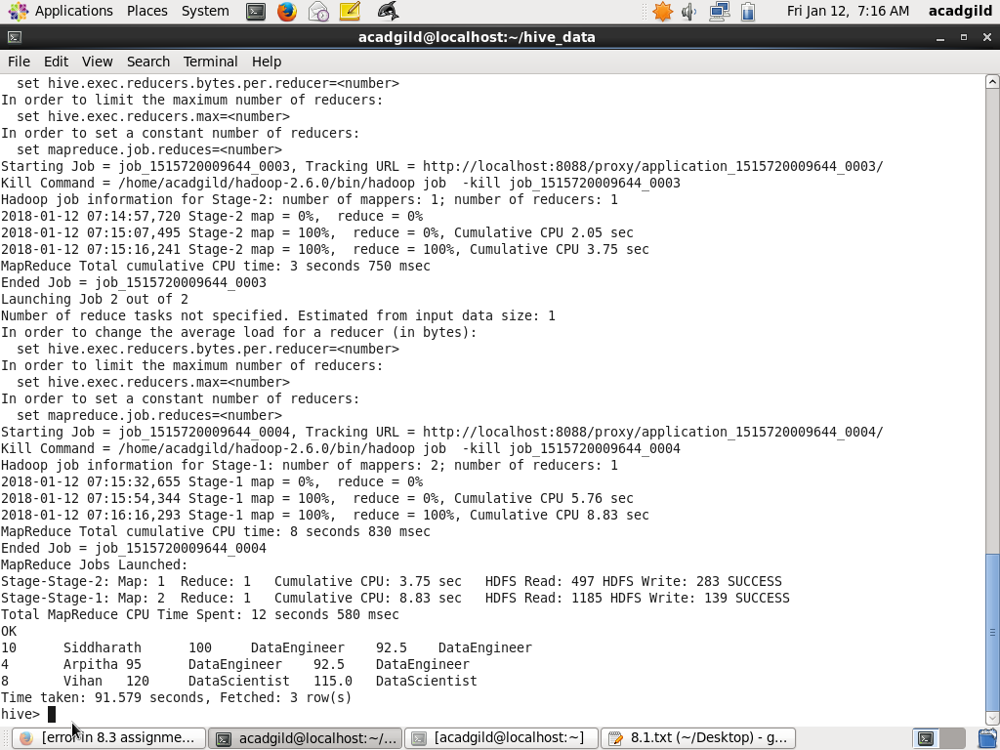 Applications Places System Fri Jan 12, 7:16 AM acadgild
acadgild@localhost:~/hive_data
File Edit View Search Terminal Help
  set hive.exec.reducers.bytes.per.reducer=<number>
In order to limit the maximum number of reducers:
  set hive.exec.reducers.max=<number>
In order to set a constant number of reducers:
  set mapreduce.job.reduces=<number>
Starting Job = job_1515720009644_0003, Tracking URL = http://localhost:8088/proxy/application_1515720009644_0003/
Kill Command = /home/acadgild/hadoop-2.6.0/bin/hadoop job  -kill job_1515720009644_0003
Hadoop job information for Stage-2: number of mappers: 1; number of reducers: 1
2018-01-12 07:14:57,720 Stage-2 map = 0%,  reduce = 0%
2018-01-12 07:15:07,495 Stage-2 map = 100%,  reduce = 0%, Cumulative CPU 2.05 sec
2018-01-12 07:15:16,241 Stage-2 map = 100%,  reduce = 100%, Cumulative CPU 3.75 sec
MapReduce Total cumulative CPU time: 3 seconds 750 msec
Ended Job = job_1515720009644_0003
Launching Job 2 out of 2
Number of reduce tasks not specified. Estimated from input data size: 1
In order to change the average load for a reducer (in bytes):
  set hive.exec.reducers.bytes.per.reducer=<number>
In order to limit the maximum number of reducers:
  set hive.exec.reducers.max=<number>
In order to set a constant number of reducers:
  set mapreduce.job.reduces=<number>
Starting Job = job_1515720009644_0004, Tracking URL = http://localhost:8088/proxy/application_1515720009644_0004/
Kill Command = /home/acadgild/hadoop-2.6.0/bin/hadoop job  -kill job_1515720009644_0004
Hadoop job information for Stage-1: number of mappers: 2; number of reducers: 1
2018-01-12 07:15:32,655 Stage-1 map = 0%,  reduce = 0%
2018-01-12 07:15:54,344 Stage-1 map = 100%,  reduce = 0%, Cumulative CPU 5.76 sec
2018-01-12 07:16:16,293 Stage-1 map = 100%,  reduce = 100%, Cumulative CPU 8.83 sec
MapReduce Total cumulative CPU time: 8 seconds 830 msec
Ended Job = job_1515720009644_0004
MapReduce Jobs Launched:
Stage-Stage-2: Map: 1  Reduce: 1   Cumulative CPU: 3.75 sec   HDFS Read: 497 HDFS Write: 283 SUCCESS
Stage-Stage-1: Map: 2  Reduce: 1   Cumulative CPU: 8.83 sec   HDFS Read: 1185 HDFS Write: 139 SUCCESS
Total MapReduce CPU Time Spent: 12 seconds 580 msec
OK
10      Siddharath      100     DataEngineer    92.5    DataEngineer
4       Arpitha 95      DataEngineer    92.5    DataEngineer
8       Vihan   120     DataScientist   115.0   DataScientist
Time taken: 91.579 seconds, Fetched: 3 row(s)
hive>
[error in 8.3 assignme... acadgild@localhost:~/... [acadgild@localhost:~] 8.1.txt (~/Desktop) - g...